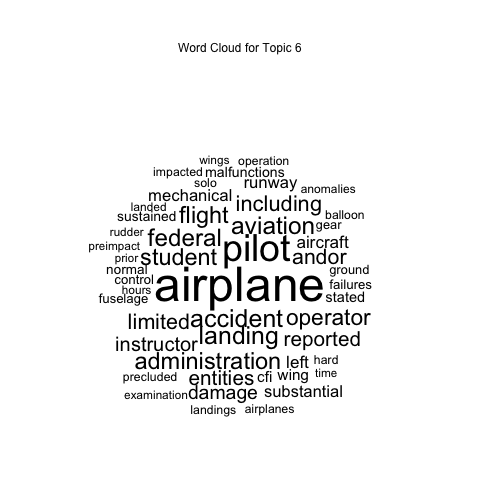 Word Cloud for Topic 6
wings operation
impacted malfunctions
solo runway anomalies
mechanical including
landed flight balloon
sustained aviation gear
rudder federal pilot aircraft
preimpact student andor
prior
normal airplane ground
control failures
hours stated
fuselage
limited accident operator
landing
instructor reported
administration left hard
precluded entities cfi wing time
examination damage substantial
landings airplanes